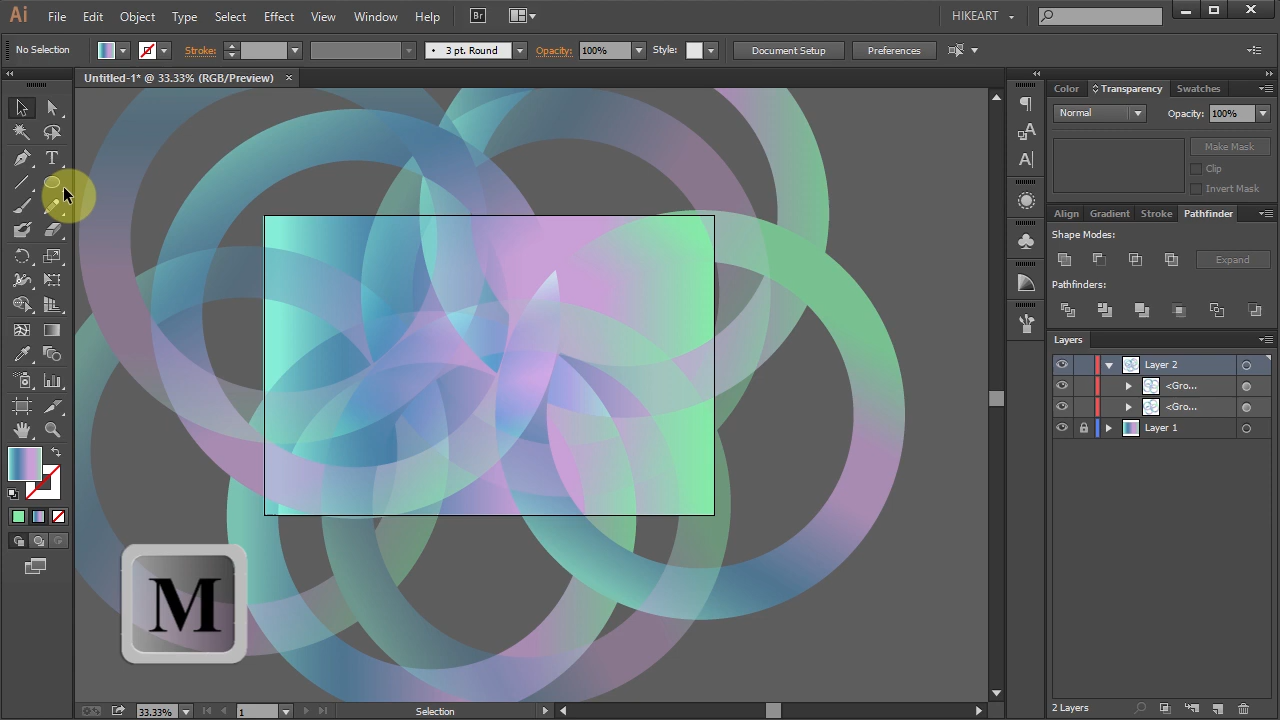 Ai File Edit Object Type Select Effect View Window Help Br HIKEART
No Selection Stroke: 3 pt. Round Opacity: 100% Style: Document Setup Preferences
Untitled-1* @ 33.33% (RGB/Preview)
Color Transparency Swatches
Normal Opacity: 100%
Make Mask
Clip
Invert Mask
Align Gradient Stroke Pathfinder
Shape Modes:
Expand
Pathfinders:
Layers
Layer 2
<Gro...
<Gro...
Layer 1
M
33.33% 1 Selection 2 Layers